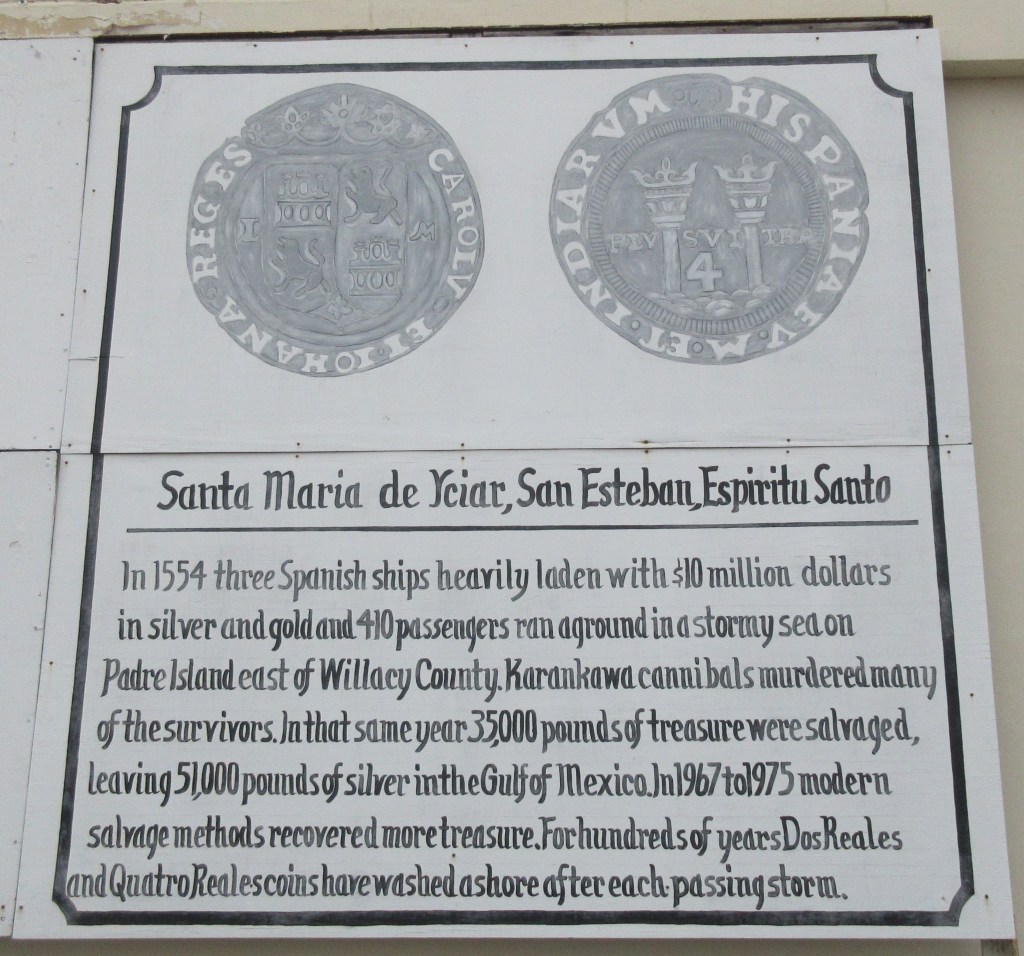 CAROLV · ET · IOHANA · REGES
I M
HISPANIA EV · M · ET · INDIARVM
PLV SVL TRA
4
Santa Maria de Yciar, San Esteban, Espiritu Santo
In 1554 three Spanish ships heavily laden with $10 million dollars
in silver and gold and 410 passengers ran aground in a stormy sea on
Padre Island east of Willacy County. Karankawa cannibals murdered many
of the survivors. In that same year 35,000 pounds of treasure were salvaged,
leaving 51,000 pounds of silver in the Gulf of Mexico. In 1967 to 1975 modern
salvage methods recovered more treasure. For hundreds of years Dos Reales
and Quatro Reales coins have washed ashore after each passing storm.